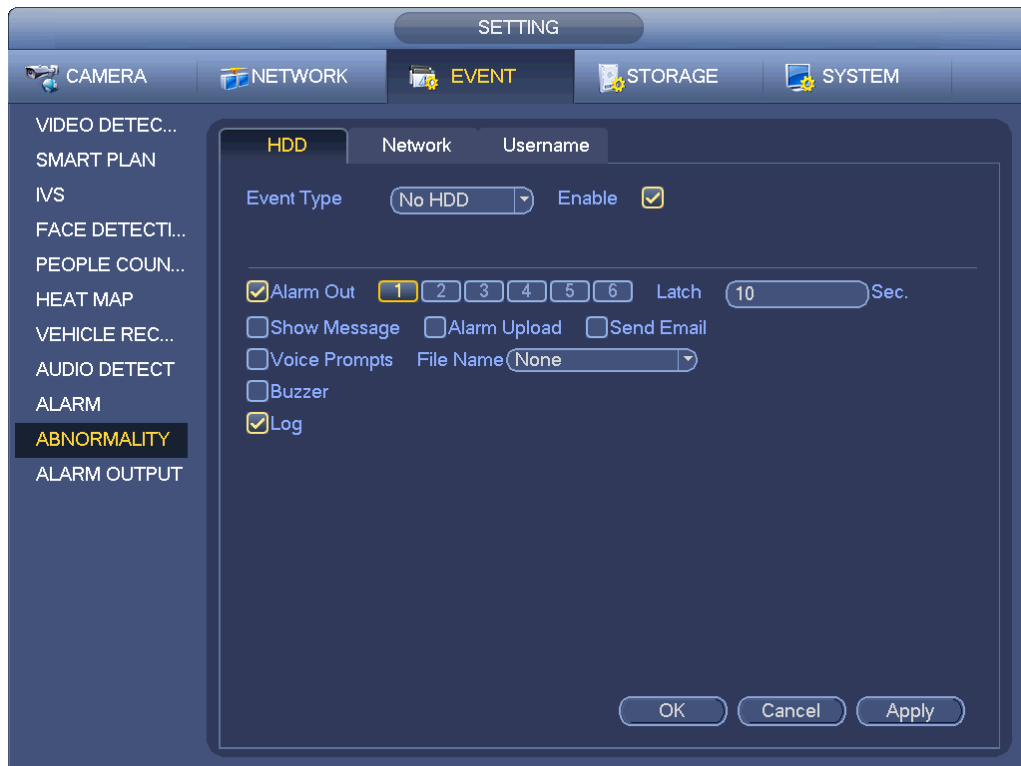 SETTING
CAMERA NETWORK EVENT STORAGE SYSTEM
VIDEO DETEC...
SMART PLAN
IVS
FACE DETECTI...
PEOPLE COUN...
HEAT MAP
VEHICLE REC...
AUDIO DETECT
ALARM
ABNORMALITY
ALARM OUTPUT
HDD Network Username
Event Type No HDD Enable
Alarm Out 1 2 3 4 5 6 Latch 10 Sec.
Show Message Alarm Upload Send Email
Voice Prompts File Name None
Buzzer
Log
OK Cancel Apply